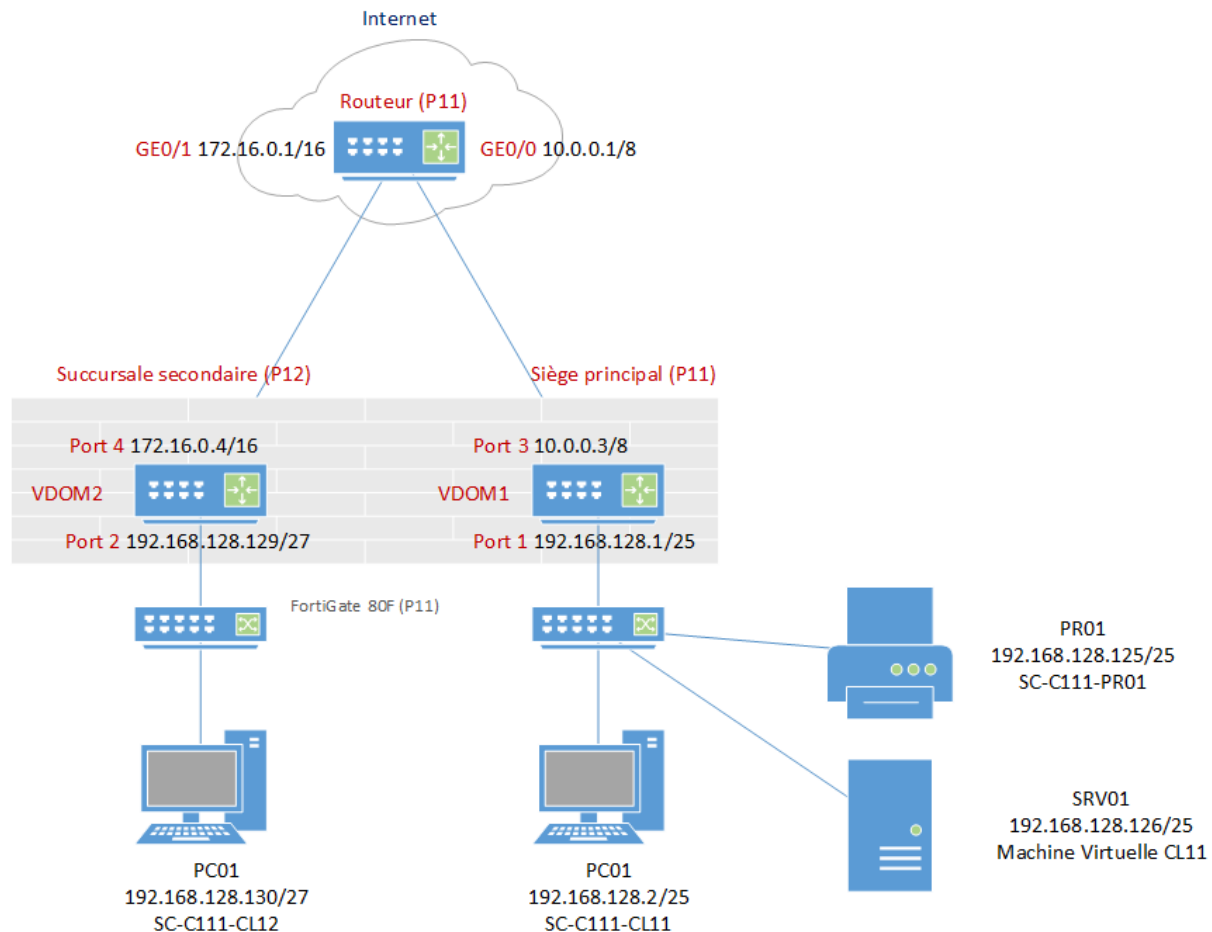 Internet
Routeur (P11)
GE0/1 172.16.0.1/16
GE0/0 10.0.0.1/8
Succursale secondaire (P12)
Siège principal (P11)
Port 4 172.16.0.4/16
Port 3 10.0.0.3/8
VDOM2
VDOM1
Port 2 192.168.128.129/27
Port 1 192.168.128.1/25
FortiGate 80F (P11)
PR01
192.168.128.125/25
SC-C111-PR01
SRV01
192.168.128.126/25
Machine Virtuelle CL11
PC01
192.168.128.130/27
SC-C111-CL12
PC01
192.168.128.2/25
SC-C111-CL11